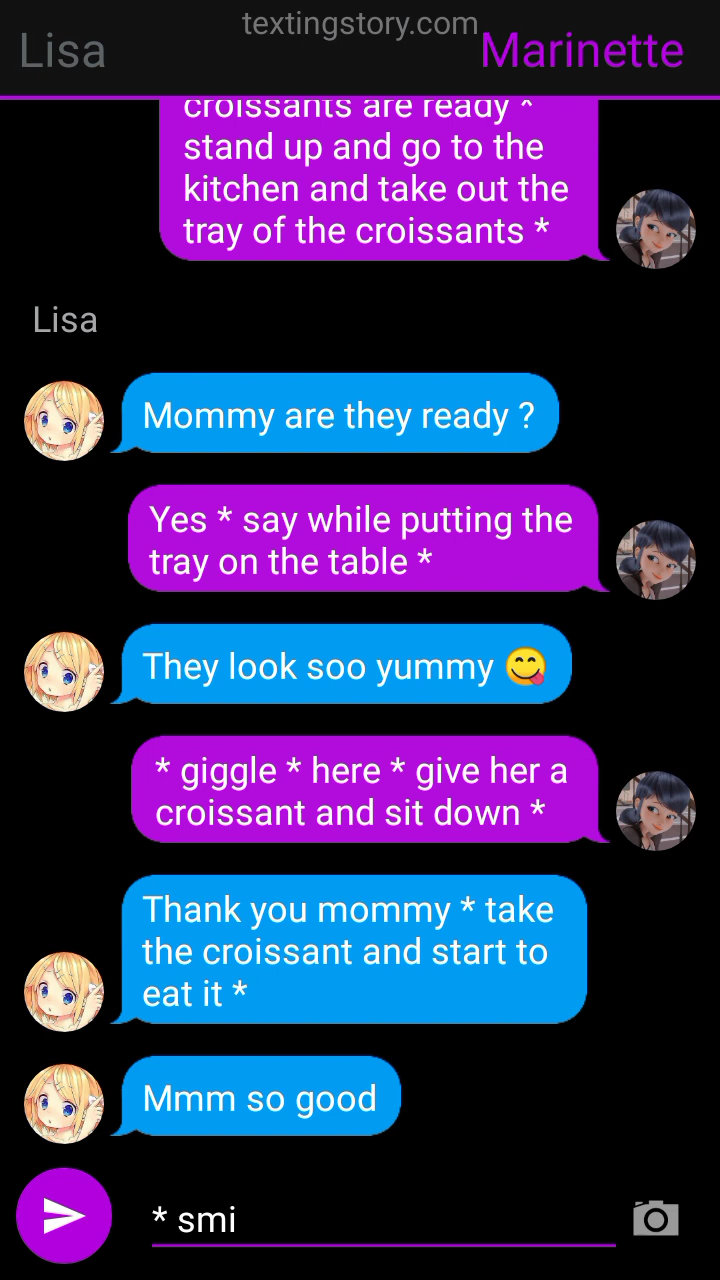 textingstory.com
Lisa
Marinette
croissants are ready *
stand up and go to the
kitchen and take out the
tray of the croissants *
Lisa
Mommy are they ready ?
Yes * say while putting the
tray on the table *
They look soo yummy 😋
* giggle * here * give her a
croissant and sit down *
Thank you mommy * take
the croissant and start to
eat it *
Mmm so good
* smi